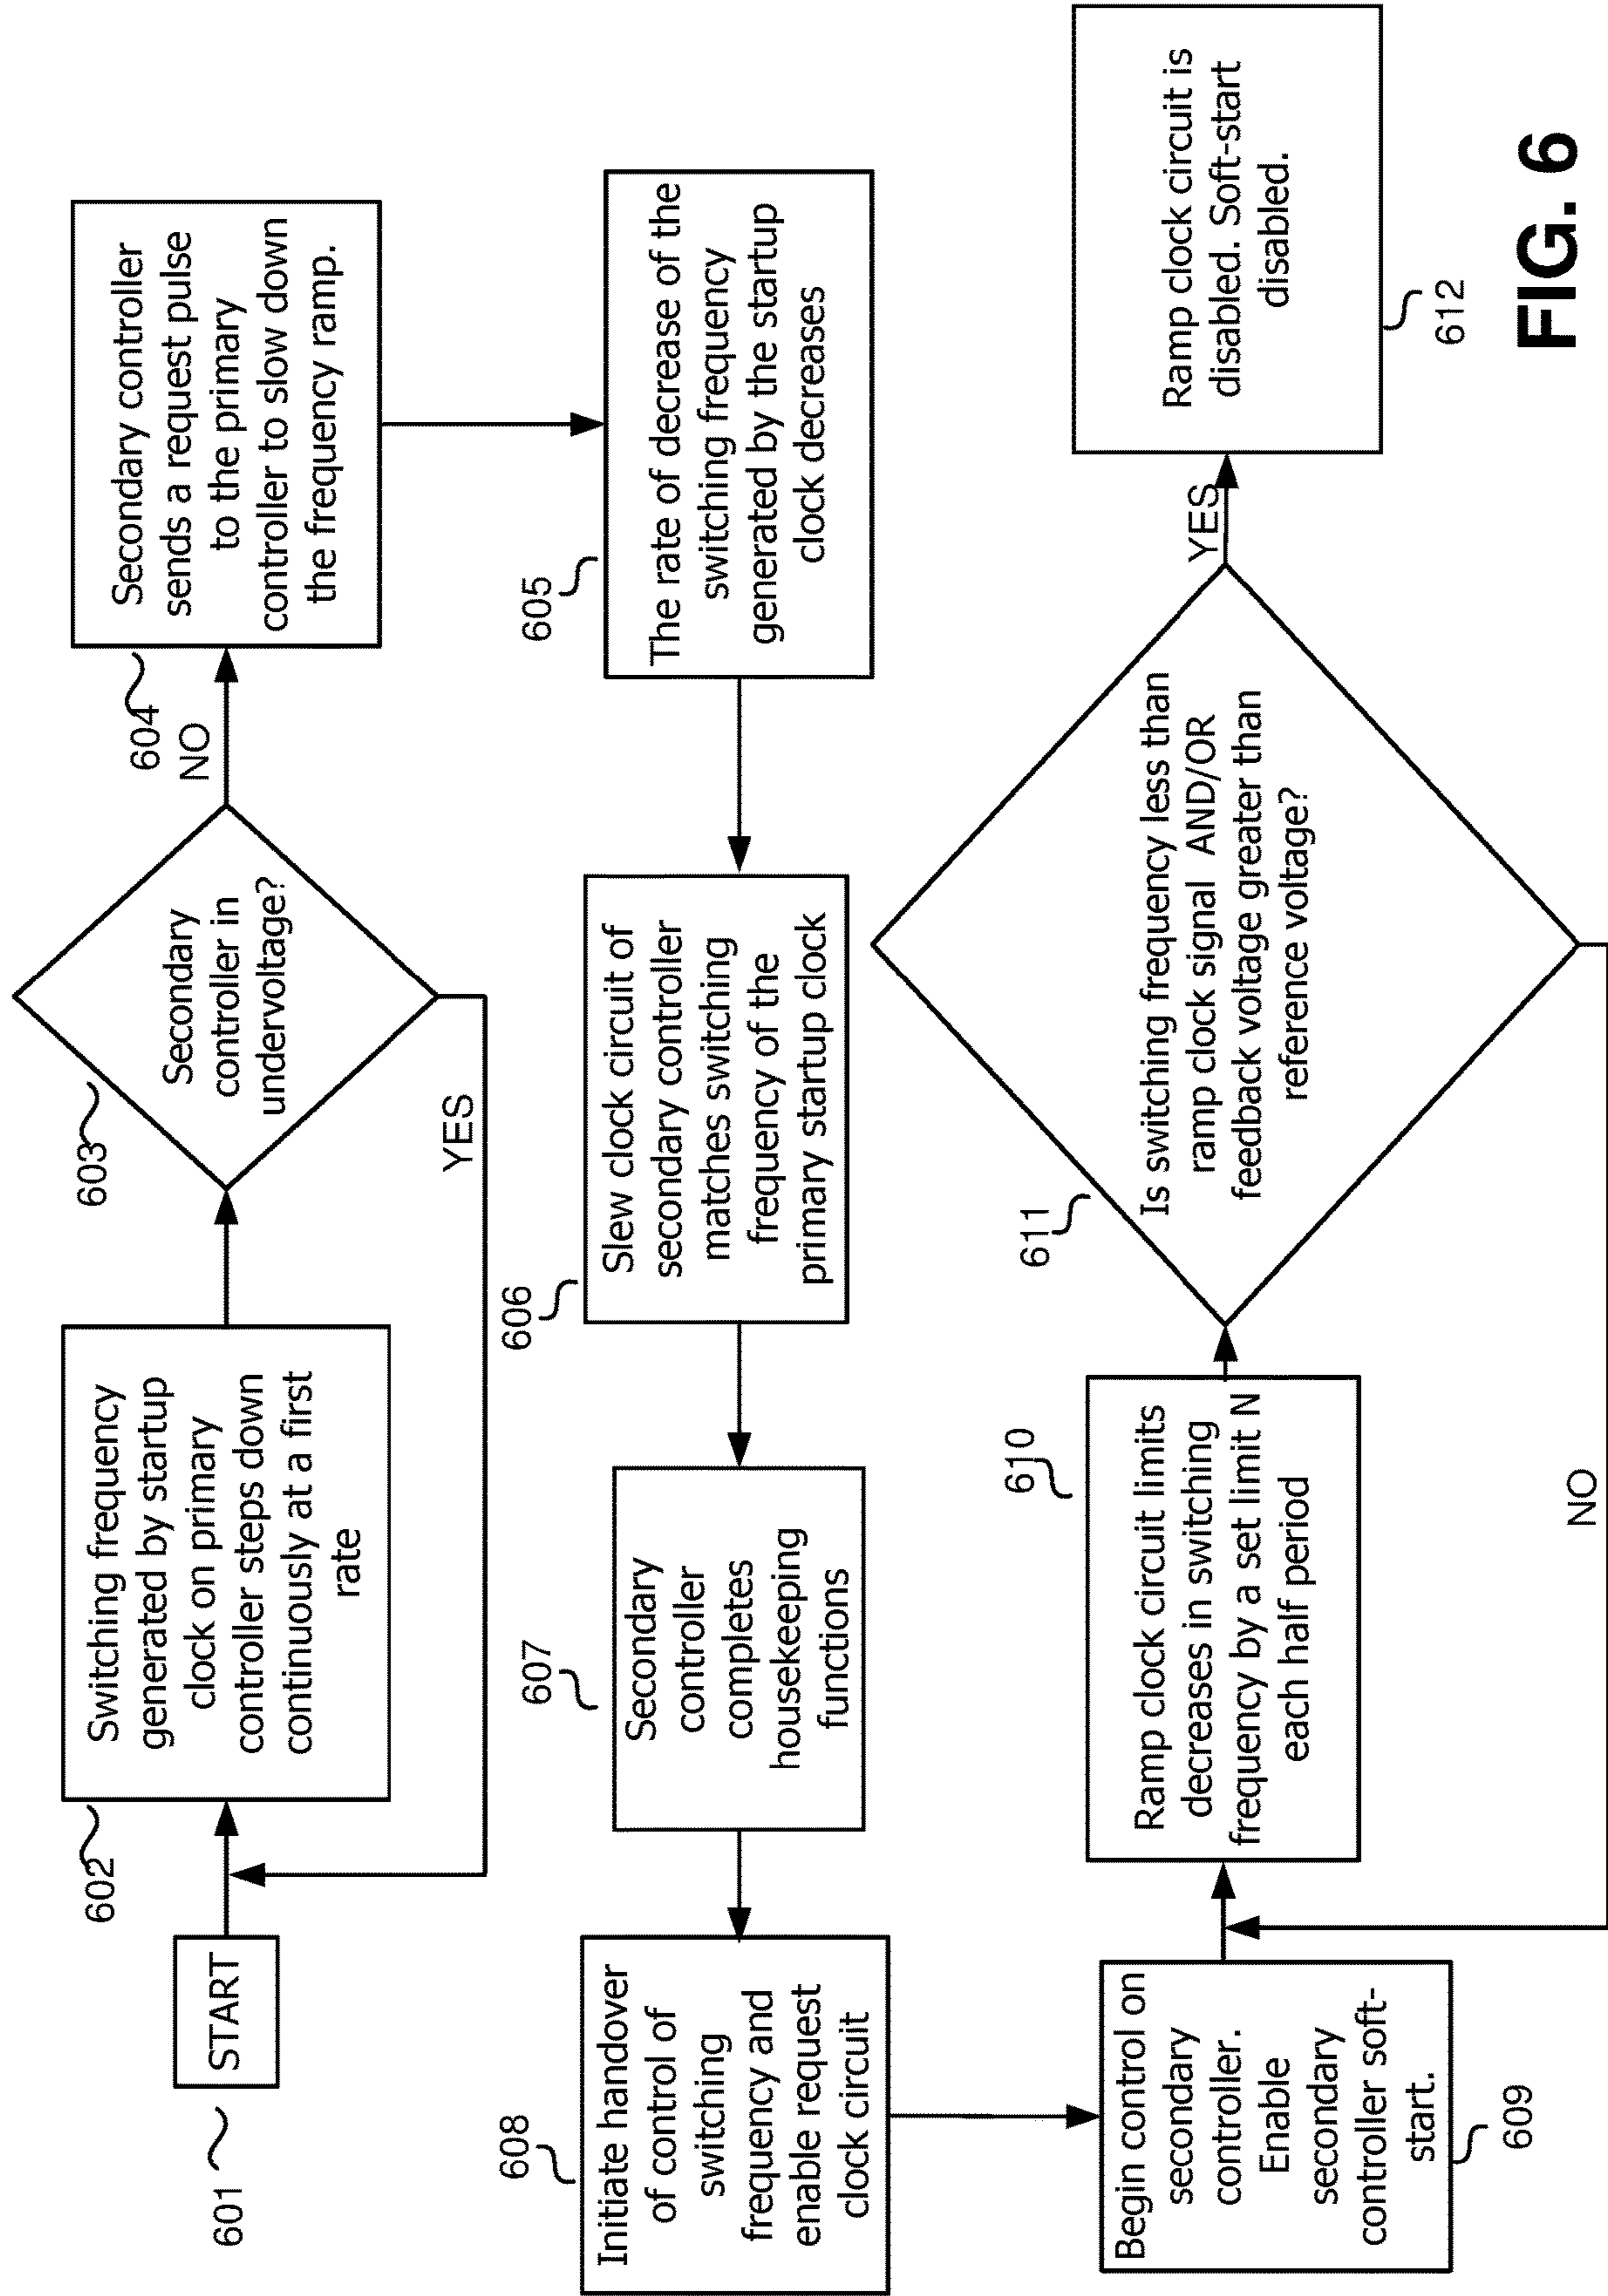 601
START
602
Switching frequency
generated by startup
clock on primary
controller steps down
continuously at a first
rate
603
Secondary
controller in
undervoltage?
YES
NO
604
Secondary controller
sends a request pulse
to the primary
controller to slow down
the frequency ramp.
605
The rate of decrease of the
switching frequency
generated by the startup
clock decreases
606
Slew clock circuit of
secondary controller
matches switching
frequency of the
primary startup clock
607
Secondary
controller
completes
housekeeping
functions
608
Initiate handover
of control of
switching
frequency and
enable request
clock circuit
609
Begin control on
secondary
controller.
Enable
secondary
controller soft-
start.
610
Ramp clock circuit limits
decreases in switching
frequency by a set limit N
each half period
611
Is switching frequency less than
ramp clock signal AND/OR
feedback voltage greater than
reference voltage?
NO
YES
Ramp clock circuit is
disabled. Soft-start
disabled.
612
FIG. 6